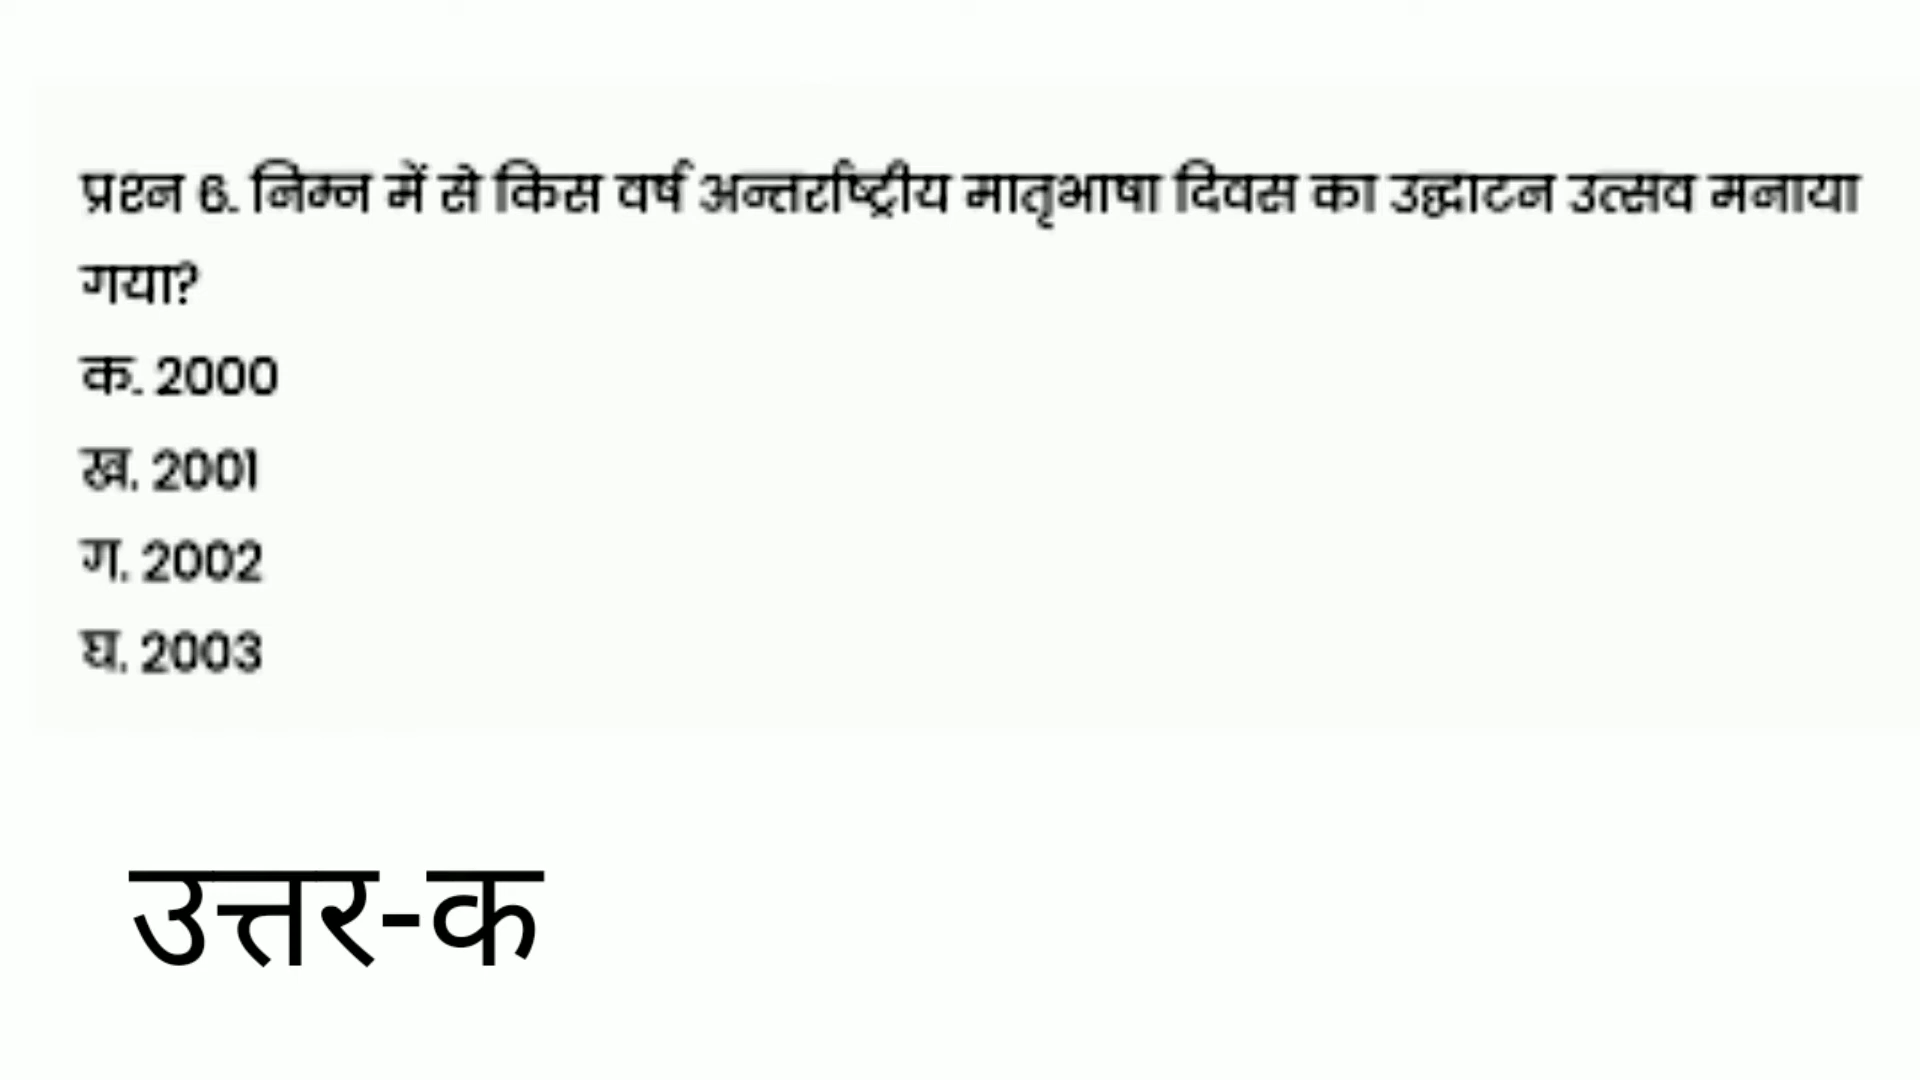 प्रश्न 6. निम्न में से किस वर्ष अन्तर्राष्ट्रीय मातृभाषा दिवस का उद्घाटन उत्सव मनाया
गया?
क. 2000
ख. 2001
ग. 2002
घ. 2003
उत्तर-क